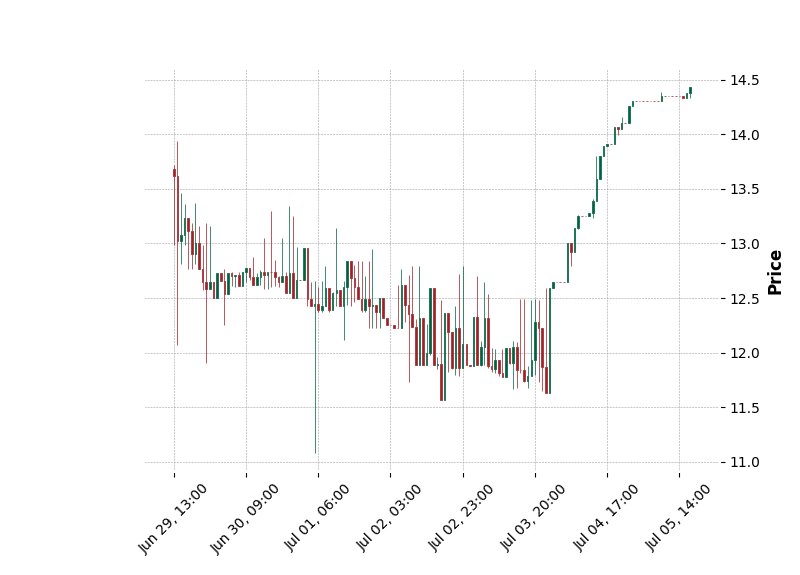 14.5
14.0
13.5
13.0
12.5
12.0
11.5
11.0
Price
Jun 29, 13:00
Jun 30, 09:00
Jul 01, 06:00
Jul 02, 03:00
Jul 02, 23:00
Jul 03, 20:00
Jul 04, 17:00
Jul 05, 14:00